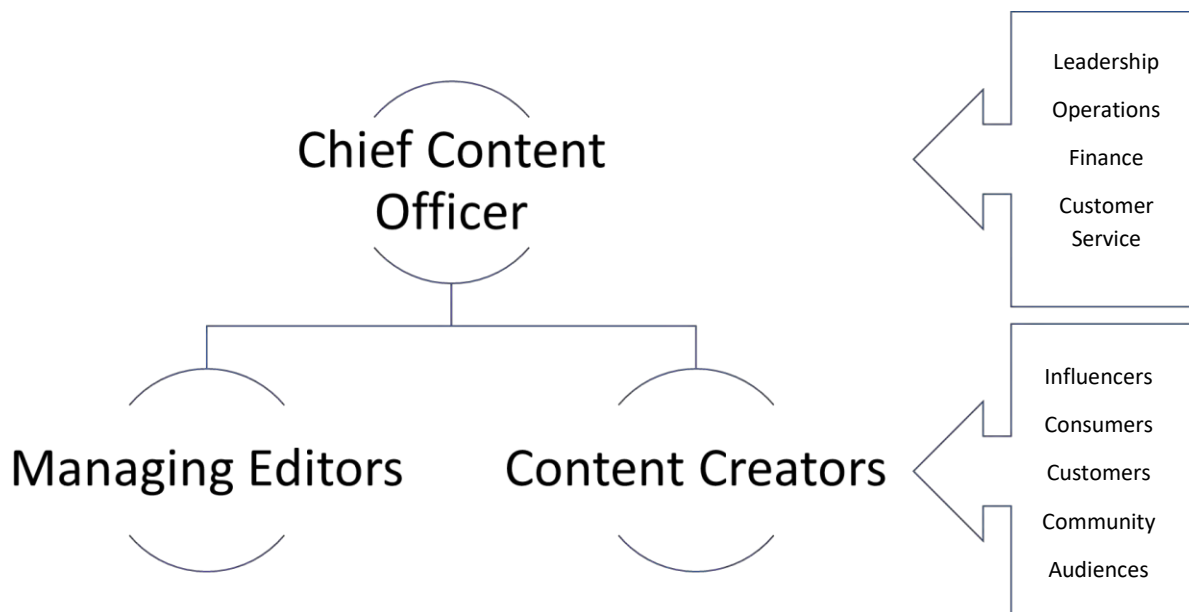 Chief Content
Officer
Leadership
Operations
Finance
Customer
Service
Managing Editors
Content Creators
Influencers
Consumers
Customers
Community
Audiences